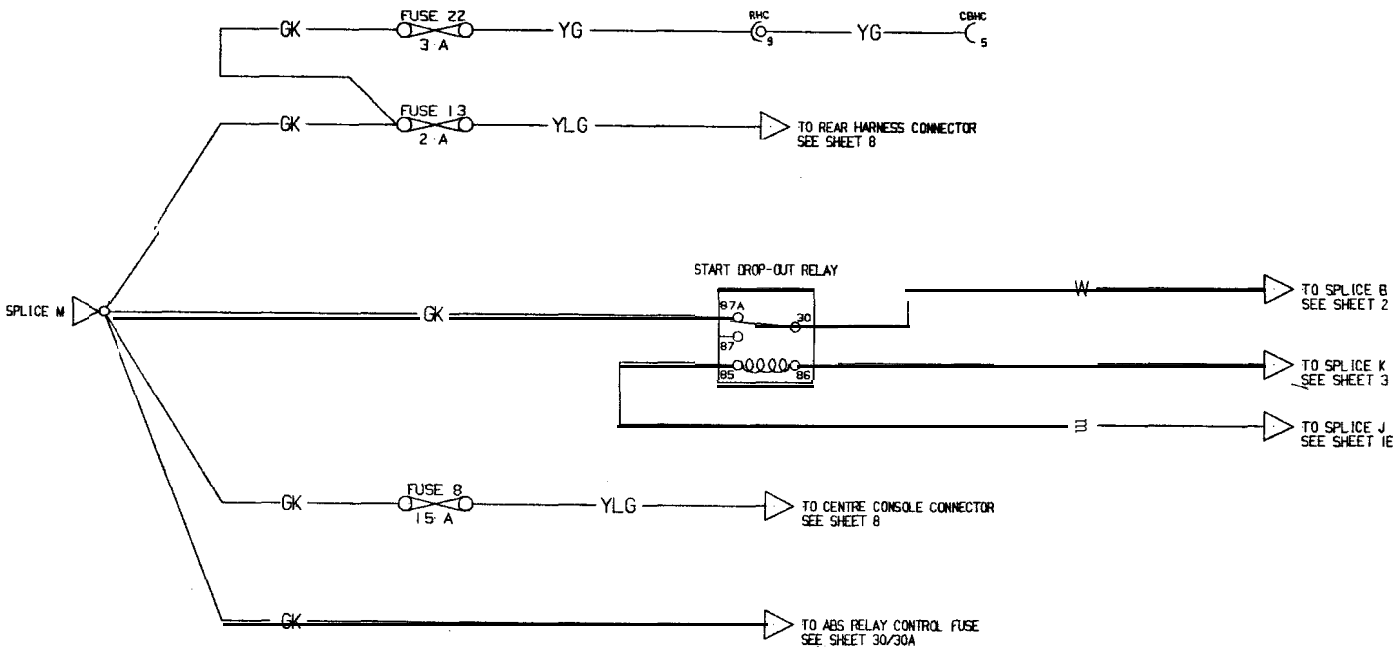 GK
FUSE 22
3 A
YG
RHC
9
YG
CBHC
5
GK
FUSE 13
2 A
YLG
TO REAR HARNESS CONNECTOR
SEE SHEET 8
START DROP-OUT RELAY
SPLICE M
GK
87A
30
87
85
86
W
TO SPLICE B
SEE SHEET 2
TO SPLICE K
SEE SHEET 3
TO SPLICE J
SEE SHEET 1E
GK
FUSE 8
15 A
YLG
TO CENTRE CONSOLE CONNECTOR
SEE SHEET 8
GK
TO ABS RELAY CONTROL FUSE
SEE SHEET 30/30A